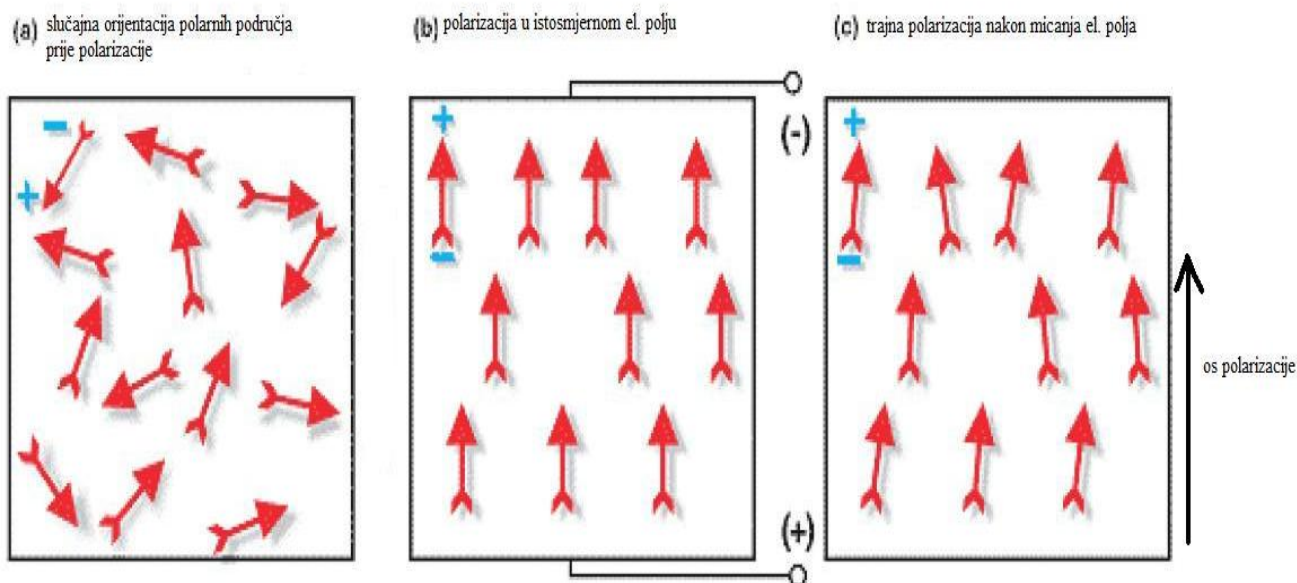 (a) slučajna orijentacija polarnih područja
prije polarizacije
(b) polarizacija u istosmjernom el. polju
(c) trajna polarizacija nakon micanja el. polja
−
+
+
−
(-)
(+)
+
−
os polarizacije